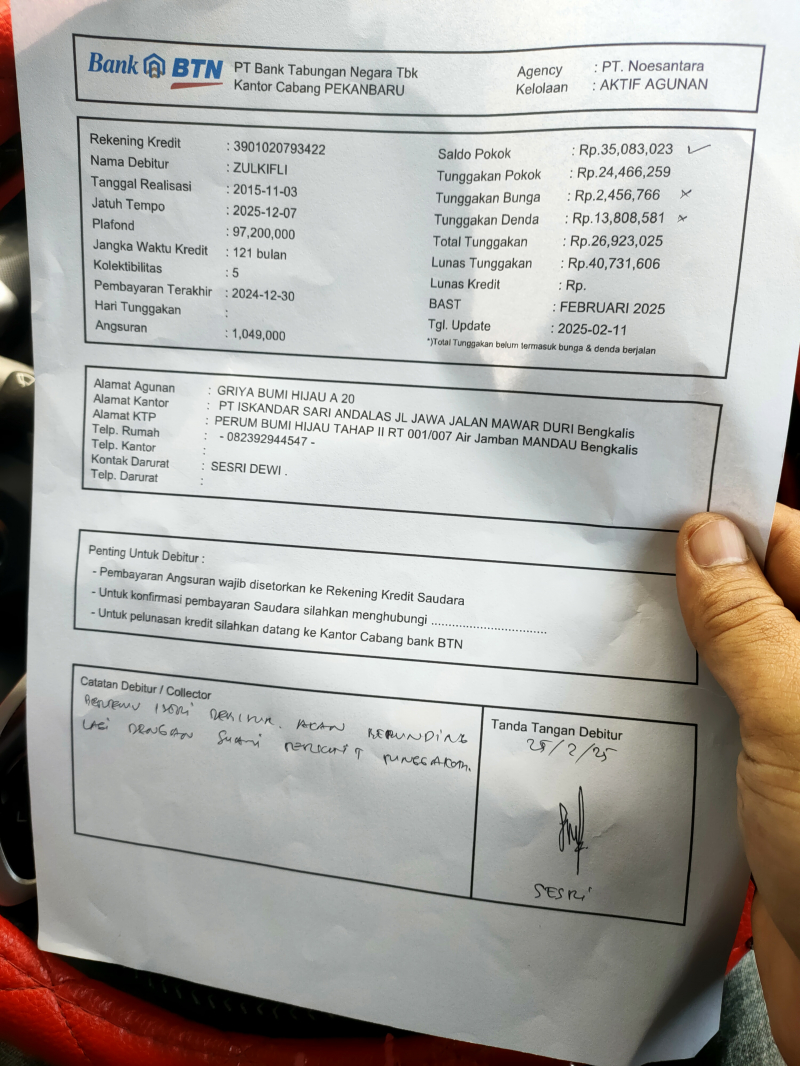 Bank BTN PT Bank Tabungan Negara Tbk
Kantor Cabang PEKANBARU
Agency : PT. Noesantara
Kelolaan : AKTIF AGUNAN
Rekening Kredit : 3901020793422
Nama Debitur : ZULKIFLI
Tanggal Realisasi : 2015-11-03
Jatuh Tempo : 2025-12-07
Plafond : 97,200,000
Jangka Waktu Kredit : 121 bulan
Kolektibilitas : 5
Pembayaran Terakhir : 2024-12-30
Hari Tunggakan :
Angsuran : 1,049,000
Saldo Pokok : Rp.35,083,023
Tunggakan Pokok : Rp.24,466,259
Tunggakan Bunga : Rp.2,456,766
Tunggakan Denda : Rp.13,808,581
Total Tunggakan : Rp.26,923,025
Lunas Tunggakan : Rp.40,731,606
Lunas Kredit : Rp.
BAST : FEBRUARI 2025
Tgl. Update : 2025-02-11
*)Total Tunggakan belum termasuk bunga & denda berjalan
Alamat Agunan : GRIYA BUMI HIJAU A 20
Alamat Kantor : PT ISKANDAR SARI ANDALAS JL JAWA JALAN MAWAR DURI Bengkalis
Alamat KTP : PERUM BUMI HIJAU TAHAP II RT 001/007 Air Jamban MANDAU Bengkalis
Telp. Rumah : - 082392944547 -
Telp. Kantor :
Kontak Darurat : SESRI DEWI .
Telp. Darurat :
Penting Untuk Debitur :
- Pembayaran Angsuran wajib disetorkan ke Rekening Kredit Saudara
- Untuk konfirmasi pembayaran Saudara silahkan menghubungi ................................
- Untuk pelunasan kredit silahkan datang ke Kantor Cabang bank BTN
Catatan Debitur / Collector
BERTEMU ISTRI DEBITUR. AKAN BERUNDING
LAGI DENGAN SUAMI TUNGGAKAN.
Tanda Tangan Debitur
25/2/25
SESRI